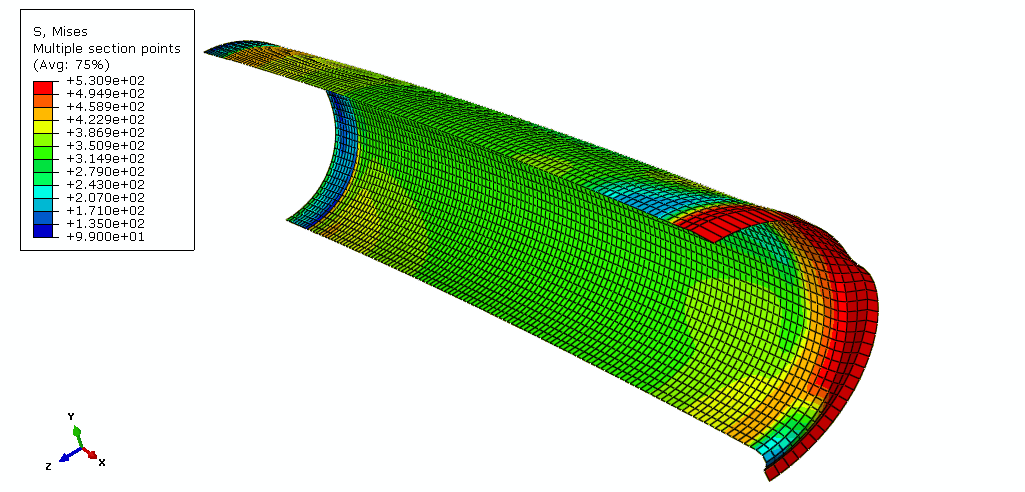 S, Mises
Multiple section points
(Avg: 75%)
+5.309e+02
+4.949e+02
+4.589e+02
+4.229e+02
+3.869e+02
+3.509e+02
+3.149e+02
+2.790e+02
+2.430e+02
+2.070e+02
+1.710e+02
+1.350e+02
+9.900e+01
Y
Z
X